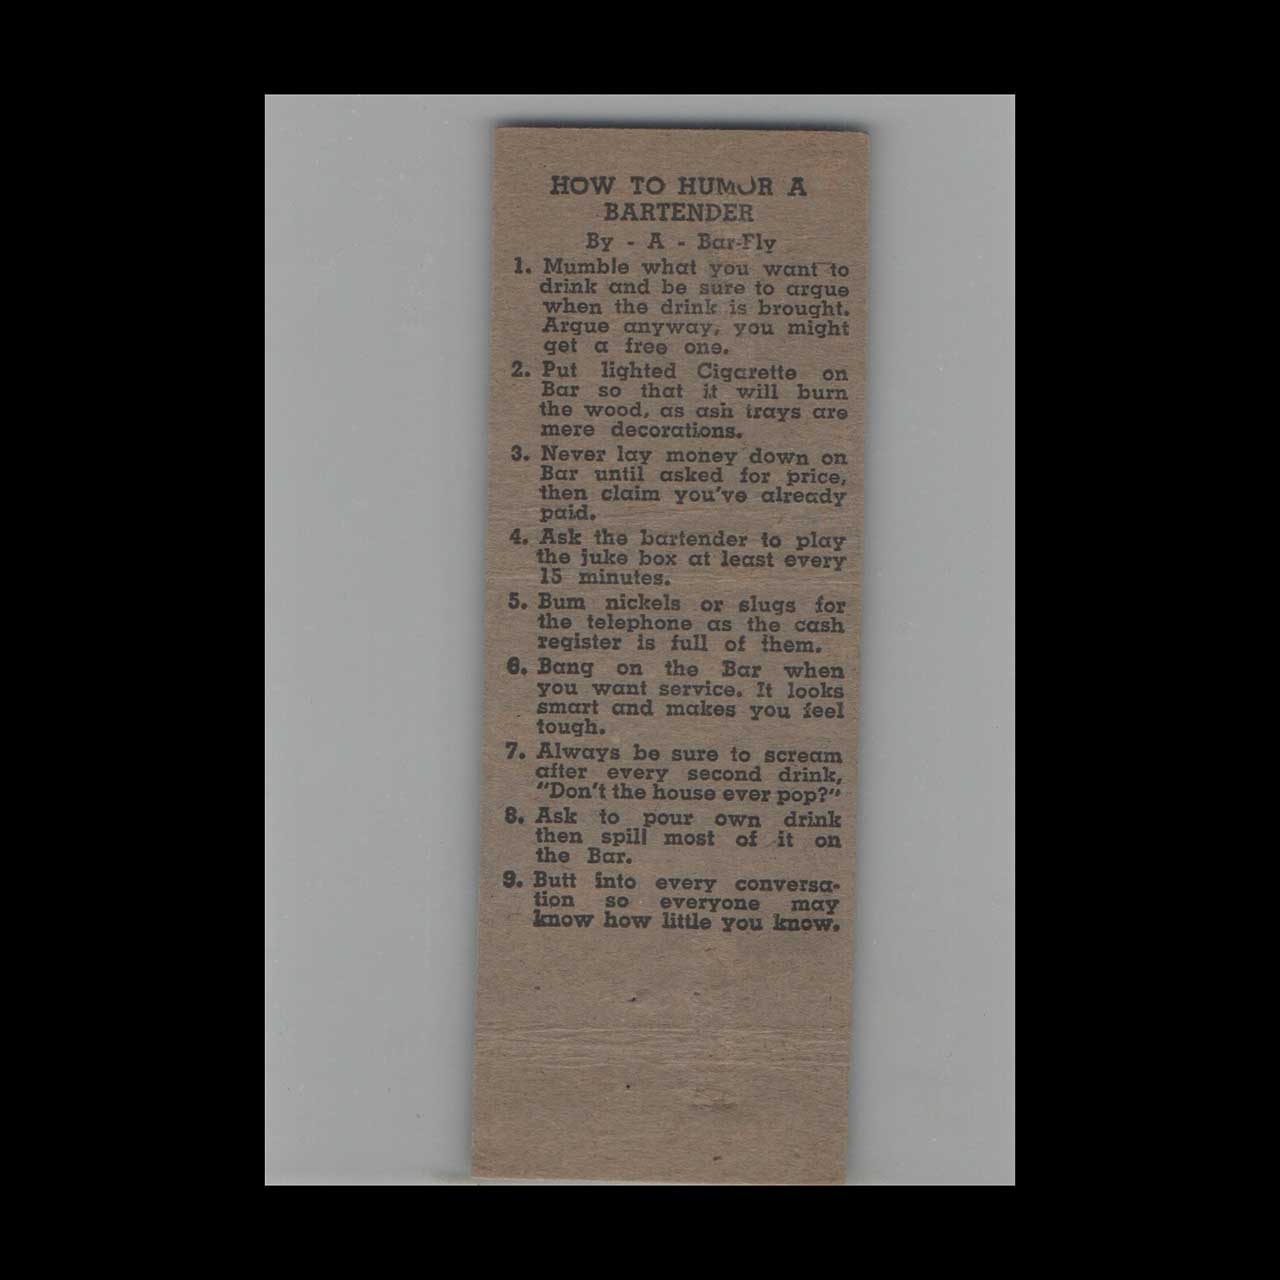 HOW TO HUMOR A
BARTENDER
By - A - Bar-Fly
1. Mumble what you want to
drink and be sure to argue
when the drink is brought.
Argue anyway, you might
get a free one.
2. Put lighted Cigarette on
Bar so that it will burn
the wood, as ash trays are
mere decorations.
3. Never lay money down on
Bar until asked for price,
then claim you've already
paid.
4. Ask the bartender to play
the juke box at least every
15 minutes.
5. Bum nickels or slugs for
the telephone as the cash
register is full of them.
6. Bang on the Bar when
you want service. It looks
smart and makes you feel
tough.
7. Always be sure to scream
after every second drink,
"Don't the house ever pop?"
8. Ask to pour own drink
then spill most of it on
the Bar.
9. Butt into every conversa-
tion so everyone may
know how little you know.